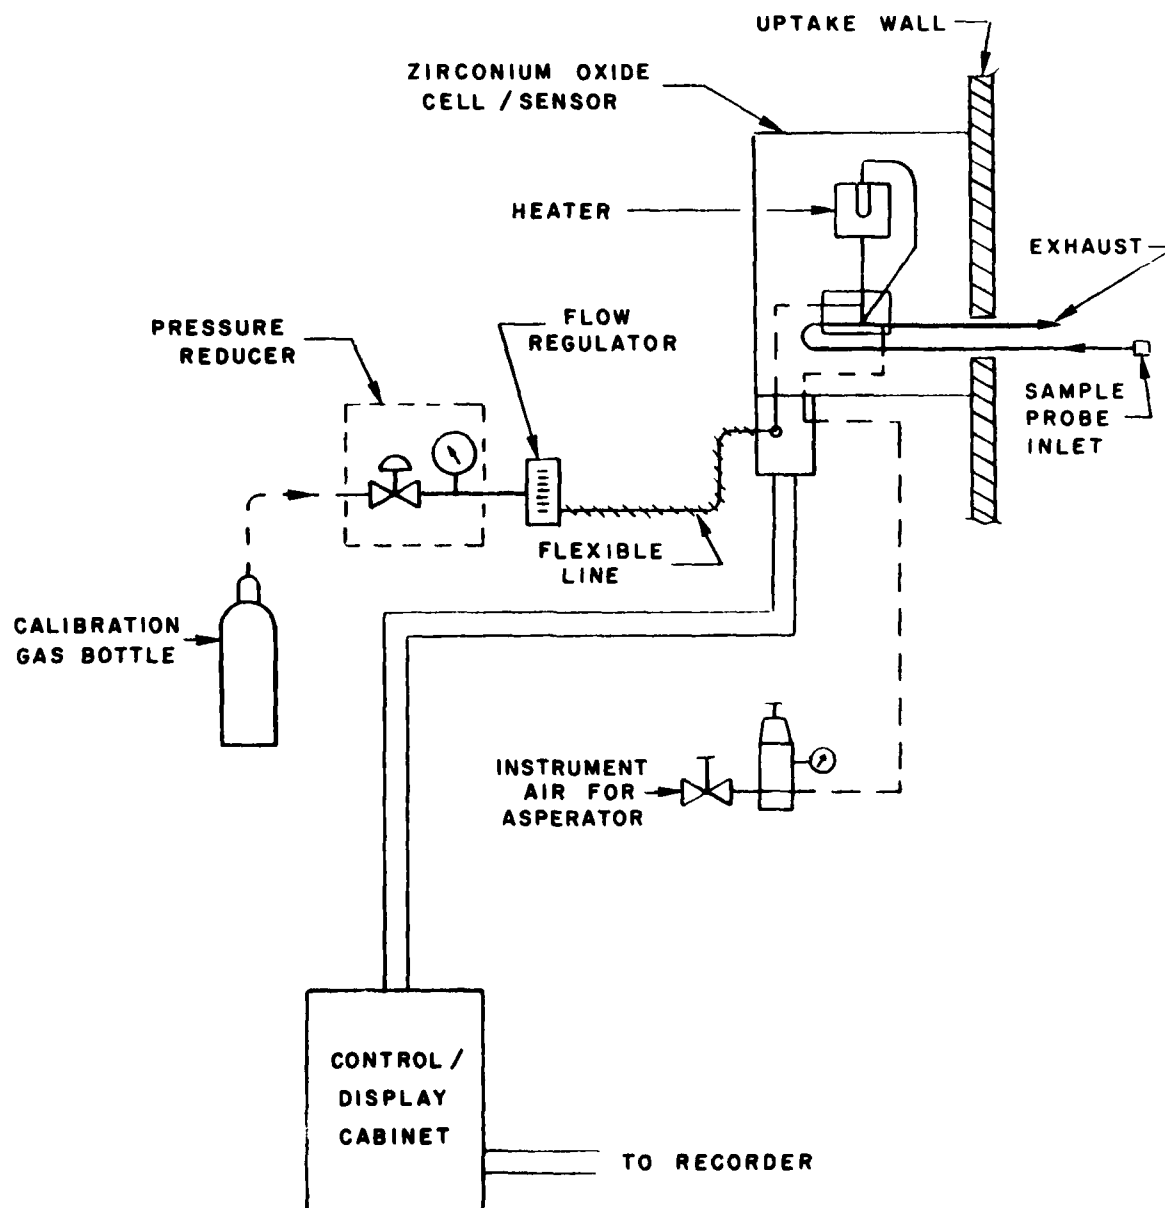 UPTAKE WALL
ZIRCONIUM OXIDE
CELL / SENSOR
HEATER
EXHAUST
PRESSURE
REDUCER
FLOW
REGULATOR
SAMPLE
PROBE
INLET
FLEXIBLE
LINE
CALIBRATION
GAS BOTTLE
INSTRUMENT
AIR FOR
ASPERATOR
CONTROL /
DISPLAY
CABINET
TO RECORDER